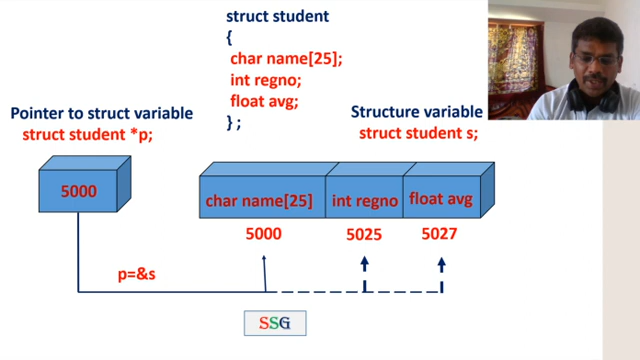 struct student
{
char name[25];
int regno;
float avg;
} ;
Pointer to struct variable
struct student *p;
Structure variable
struct student s;
5000
char name[25]
int regno
float avg
5000
5025
5027
p=&s
SSG